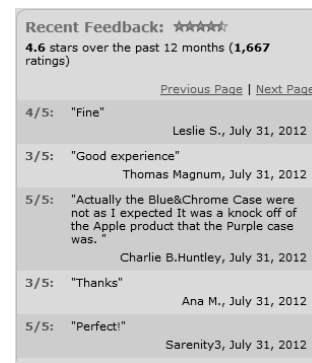 Recent Feedback:
4.6 stars over the past 12 months (1,667
ratings)
Previous Page | Next Page
4/5: "Fine"
Leslie S., July 31, 2012
3/5: "Good experience"
Thomas Magnum, July 31, 2012
5/5: "Actually the Blue&Chrome Case were
not as I expected It was a knock off of
the Apple product that the Purple case
was. "
Charlie B.Huntley, July 31, 2012
3/5: "Thanks"
Ana M., July 31, 2012
5/5: "Perfect!"
Sarenity3, July 31, 2012